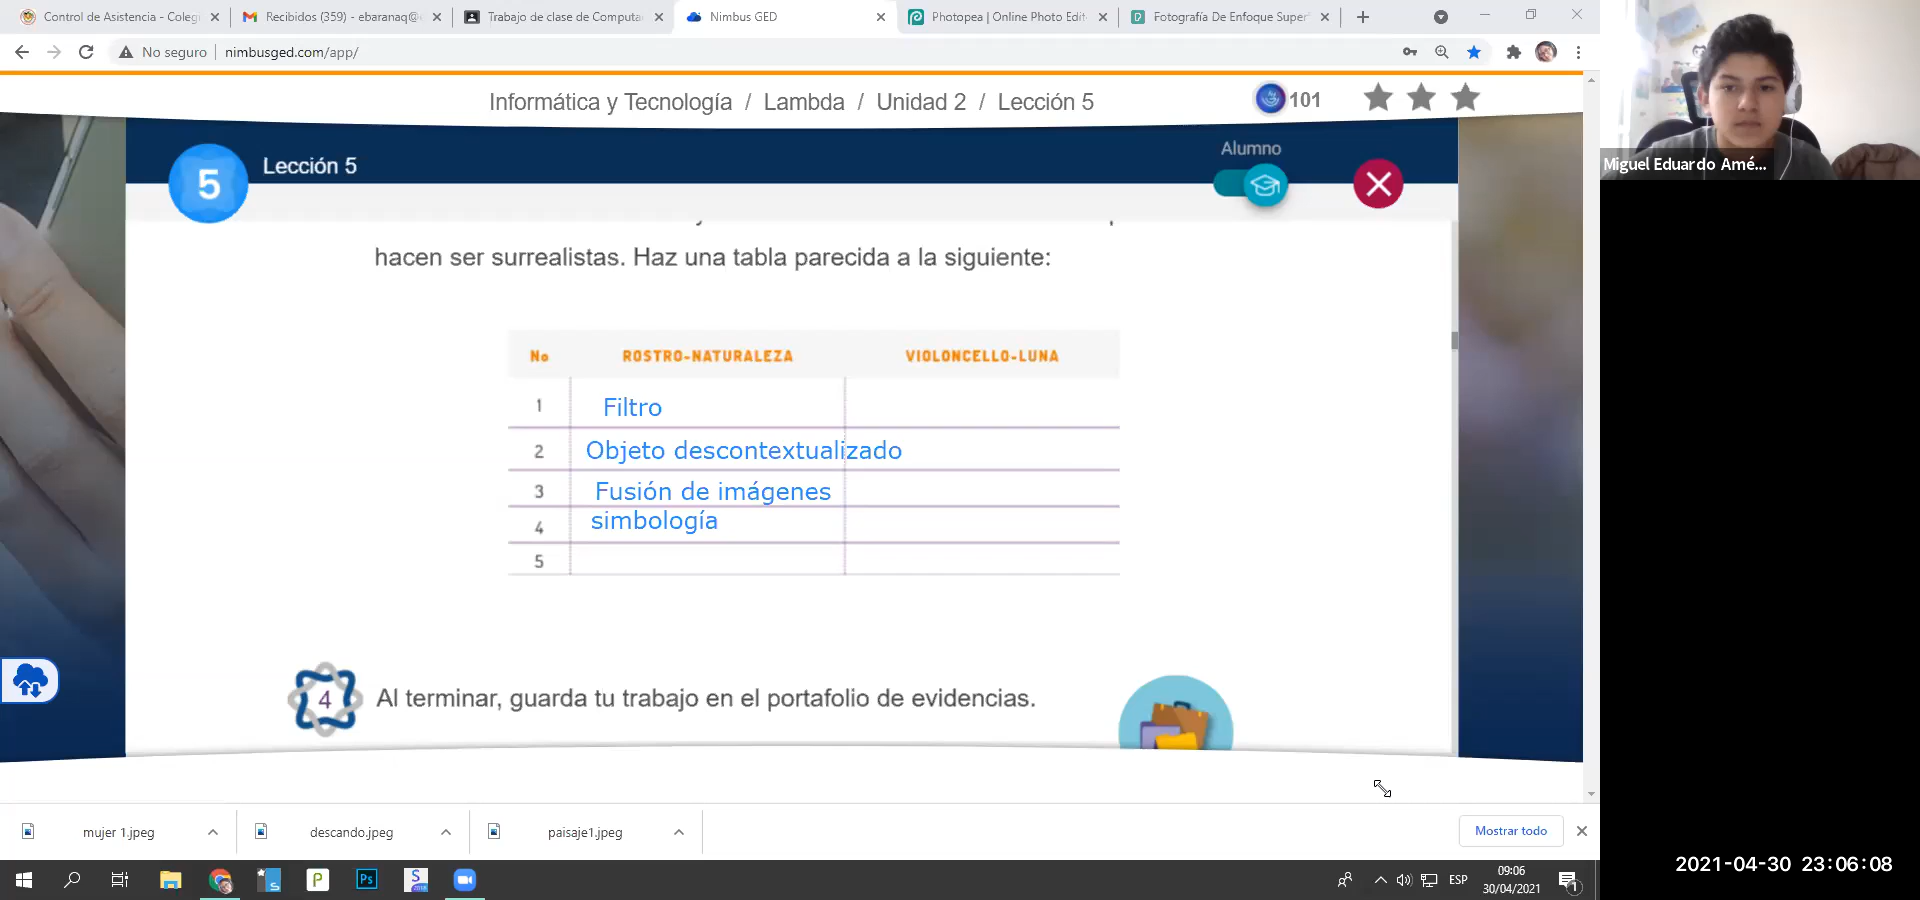 Control de Asistencia - Coleg
Recibidos (359) - ebaranaq@
Trabajo de clase de Computa
Nimbus GED
Photopea | Online Photo Edit
Fotografía De Enfoque Super
No seguro
nimbusged.com/app/
Informática y Tecnología / Lambda / Unidad 2 / Lección 5
101
5
Lección 5
Alumno
hacen ser surrealistas. Haz una tabla parecida a la siguiente:
No ROSTRO-NATURALEZA VIOLONCELLO-LUNA
1 Filtro
2 Objeto descontextualizado
3 Fusión de imágenes
4 simbología
5
4 Al terminar, guarda tu trabajo en el portafolio de evidencias.
mujer 1.jpeg
descando.jpeg
paisaje1.jpeg
Mostrar todo
ESP
09:06
30/04/2021
1
Miguel Eduardo Amé...
2021-04-30 23:06:08